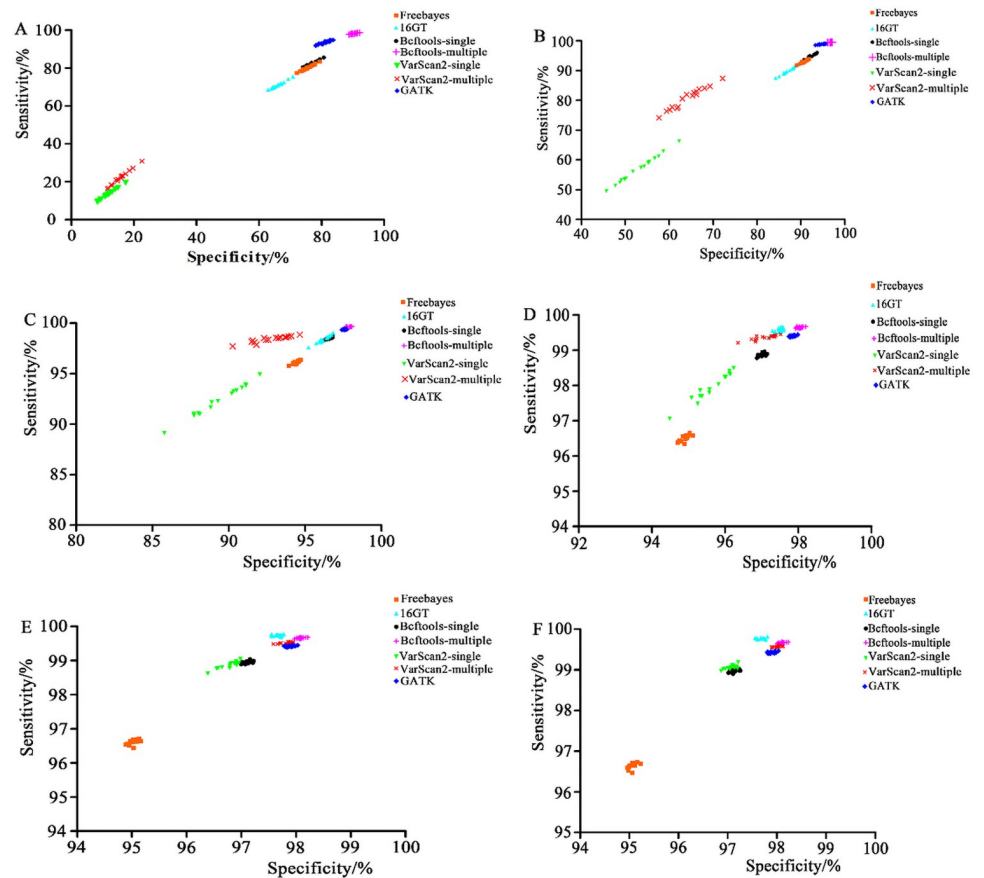 A
Sensitivity/%
100
80
60
40
20
0
0 20 40 60 80 100
Specificity/%
Freebayes
16GT
Bcftools-single
Bcftools-multiple
VarScan2-single
VarScan2-multiple
GATK
B
Sensitivity/%
100
90
80
70
60
50
40
40 50 60 70 80 90 100
Specificity/%
Freebayes
16GT
Bcftools-single
Bcftools-multiple
VarScan2-single
VarScan2-multiple
GATK
C
Sensitivity/%
100
95
90
85
80
80 85 90 95 100
Specificity/%
Freebayes
16GT
Bcftools-single
Bcftools-multiple
VarScan2-single
VarScan2-multiple
GATK
D
Sensitivity/%
100
99
98
97
96
95
94
92 94 96 98 100
Specificity/%
Freebayes
16GT
Bcftools-single
Bcftools-multiple
VarScan2-single
VarScan2-multiple
GATK
E
Sensitivity/%
100
99
98
97
96
95
94
94 95 96 97 98 99 100
Specificity/%
Freebayes
16GT
Bcftools-single
Bcftools-multiple
VarScan2-single
VarScan2-multiple
GATK
F
Sensitivity/%
100
99
98
97
96
95
94 95 96 97 98 99 100
Specificity/%
Freebayes
16GT
Bcftools-single
Bcftools-multiple
VarScan2-single
VarScan2-multiple
GATK